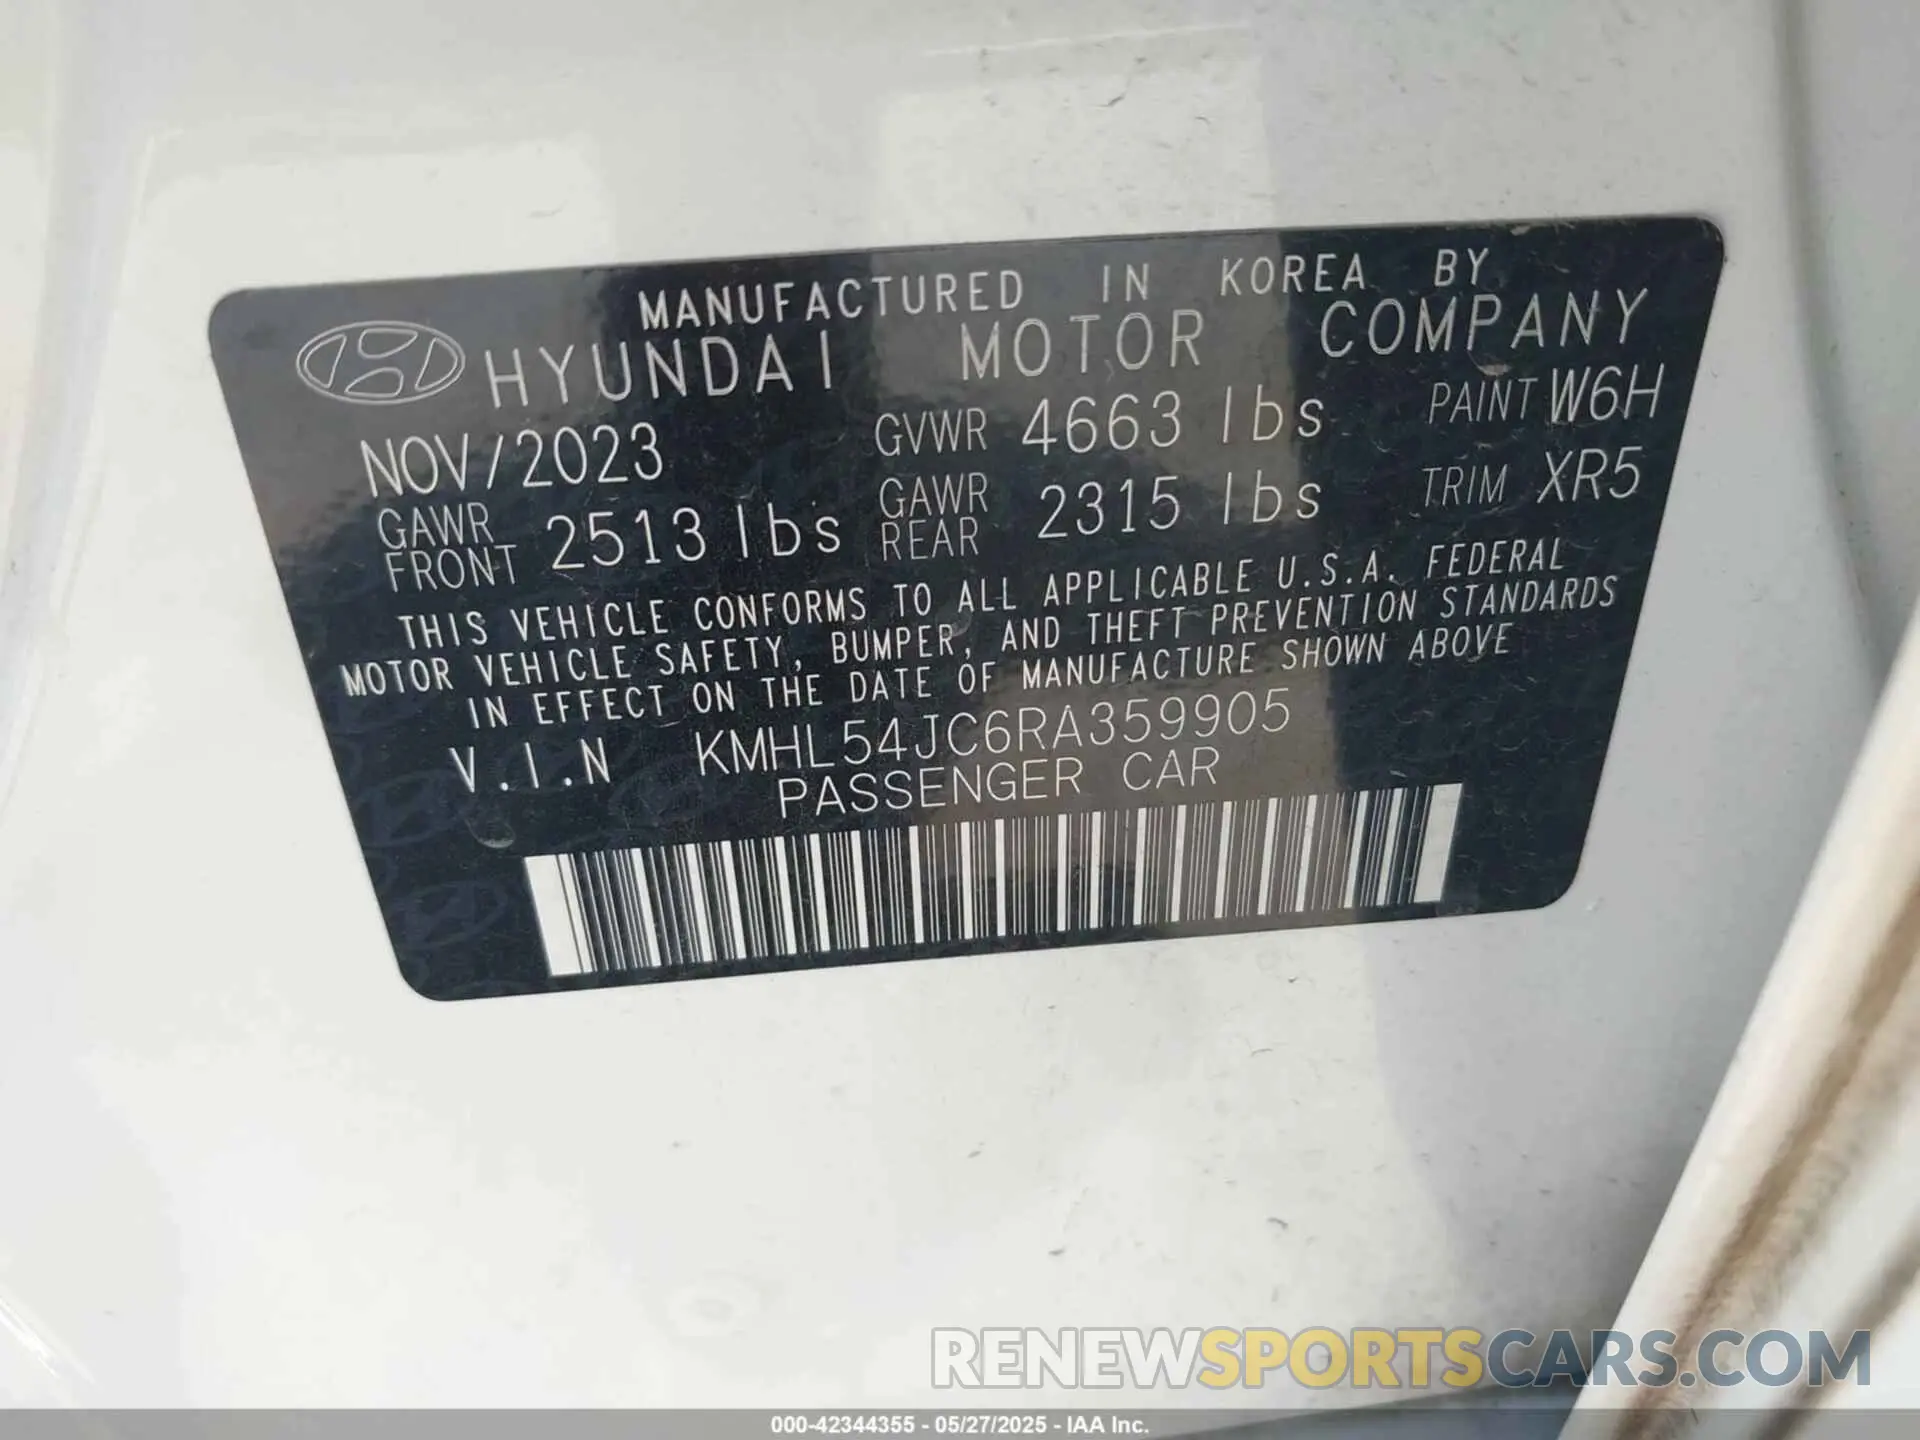 MANUFACTURED IN KOREA BY
HYUNDAI MOTOR COMPANY
NOV/2023 GVWR 4663 lbs PAINT W6H
GAWR FRONT 2513 lbs GAWR REAR 2315 lbs TRIM XR5
THIS VEHICLE CONFORMS TO ALL APPLICABLE U.S.A. FEDERAL
MOTOR VEHICLE SAFETY, BUMPER, AND THEFT PREVENTION STANDARDS
IN EFFECT ON THE DATE OF MANUFACTURE SHOWN ABOVE
V.I.N KMHL54JC6RA359905
PASSENGER CAR
RENEWSPORTSCARS.COM
000-42344355 - 05/27/2025 - IAA Inc.